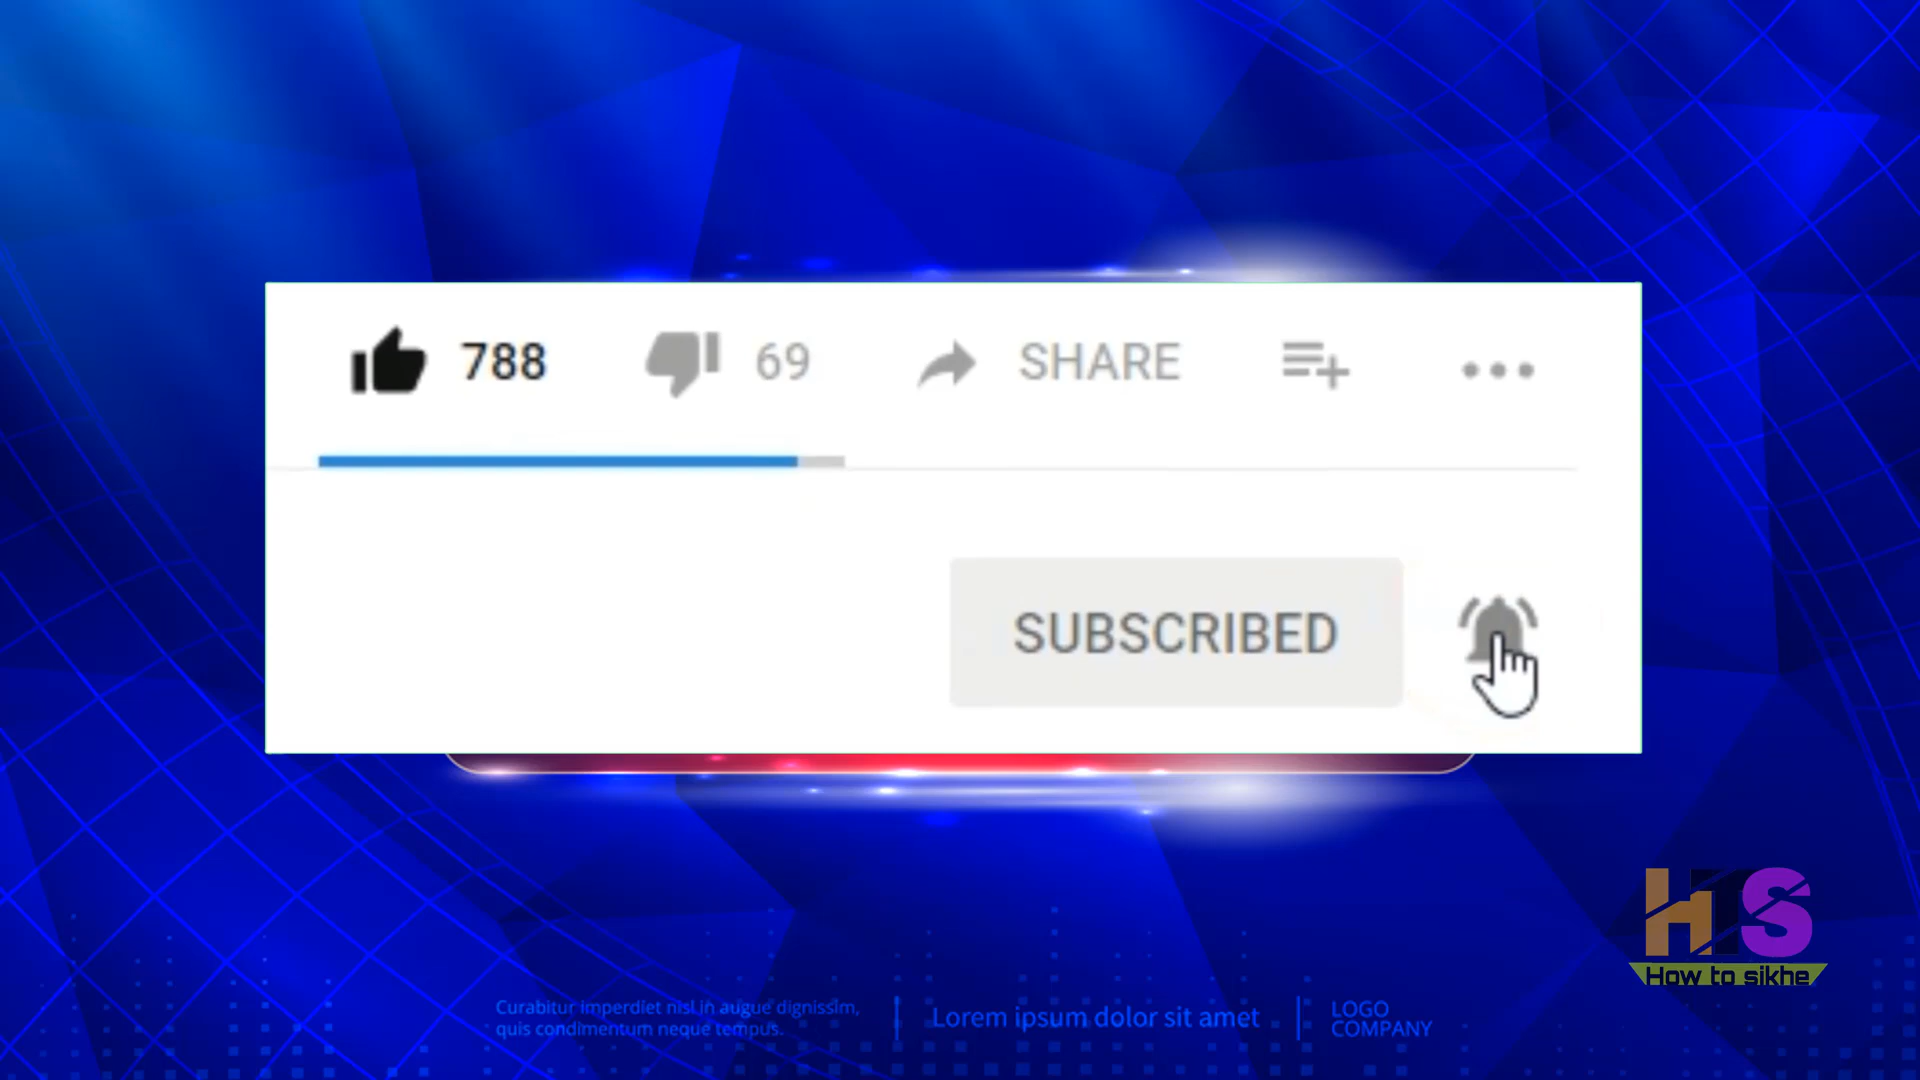 788 69 SHARE
SUBSCRIBED
HTS
How to sikhe
Curabitur imperdiet nisl in augue dignissim,
quis condimentum neque tempus.
Lorem ipsum dolor sit amet
LOGO
COMPANY